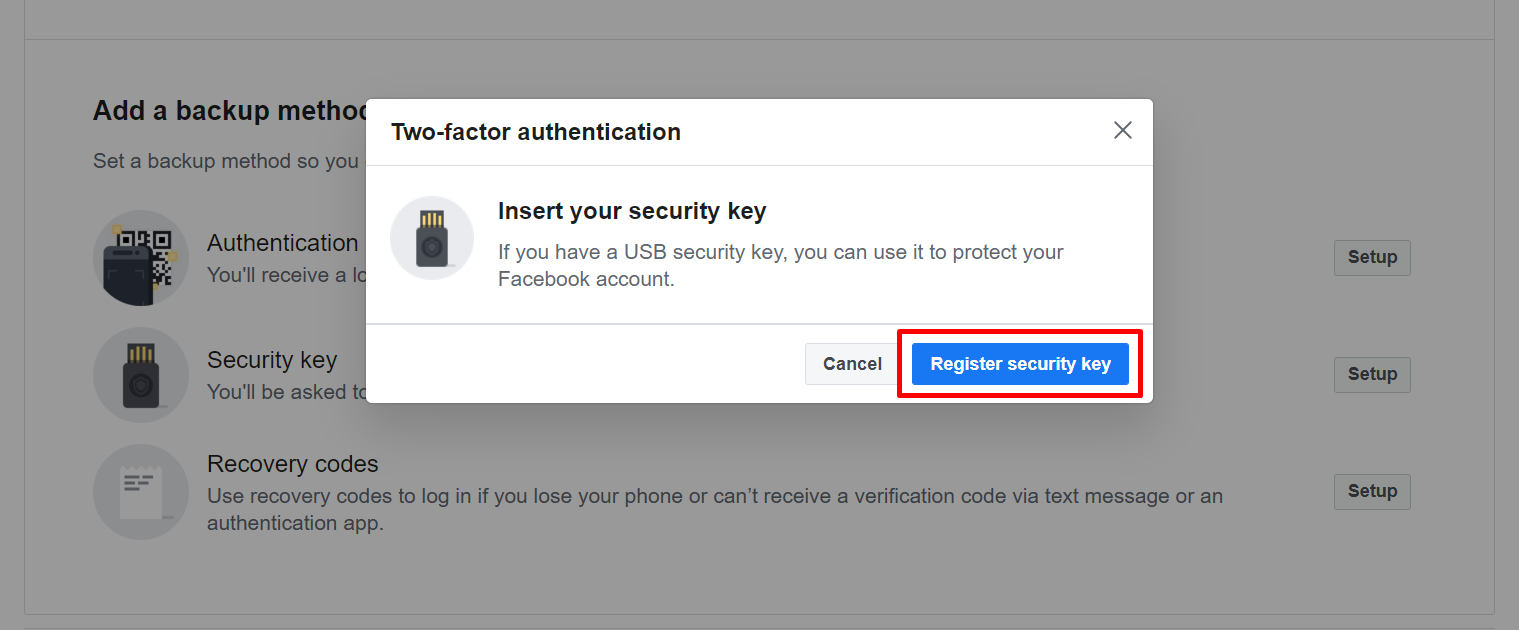 Add a backup method
Two-factor authentication
Set a backup method so you
Insert your security key
If you have a USB security key, you can use it to protect your
Facebook account.
Authentication
You'll receive a lo
Setup
Cancel
Register security key
Security key
You'll be asked to
Setup
Recovery codes
Use recovery codes to log in if you lose your phone or can’t receive a verification code via text message or an
authentication app.
Setup